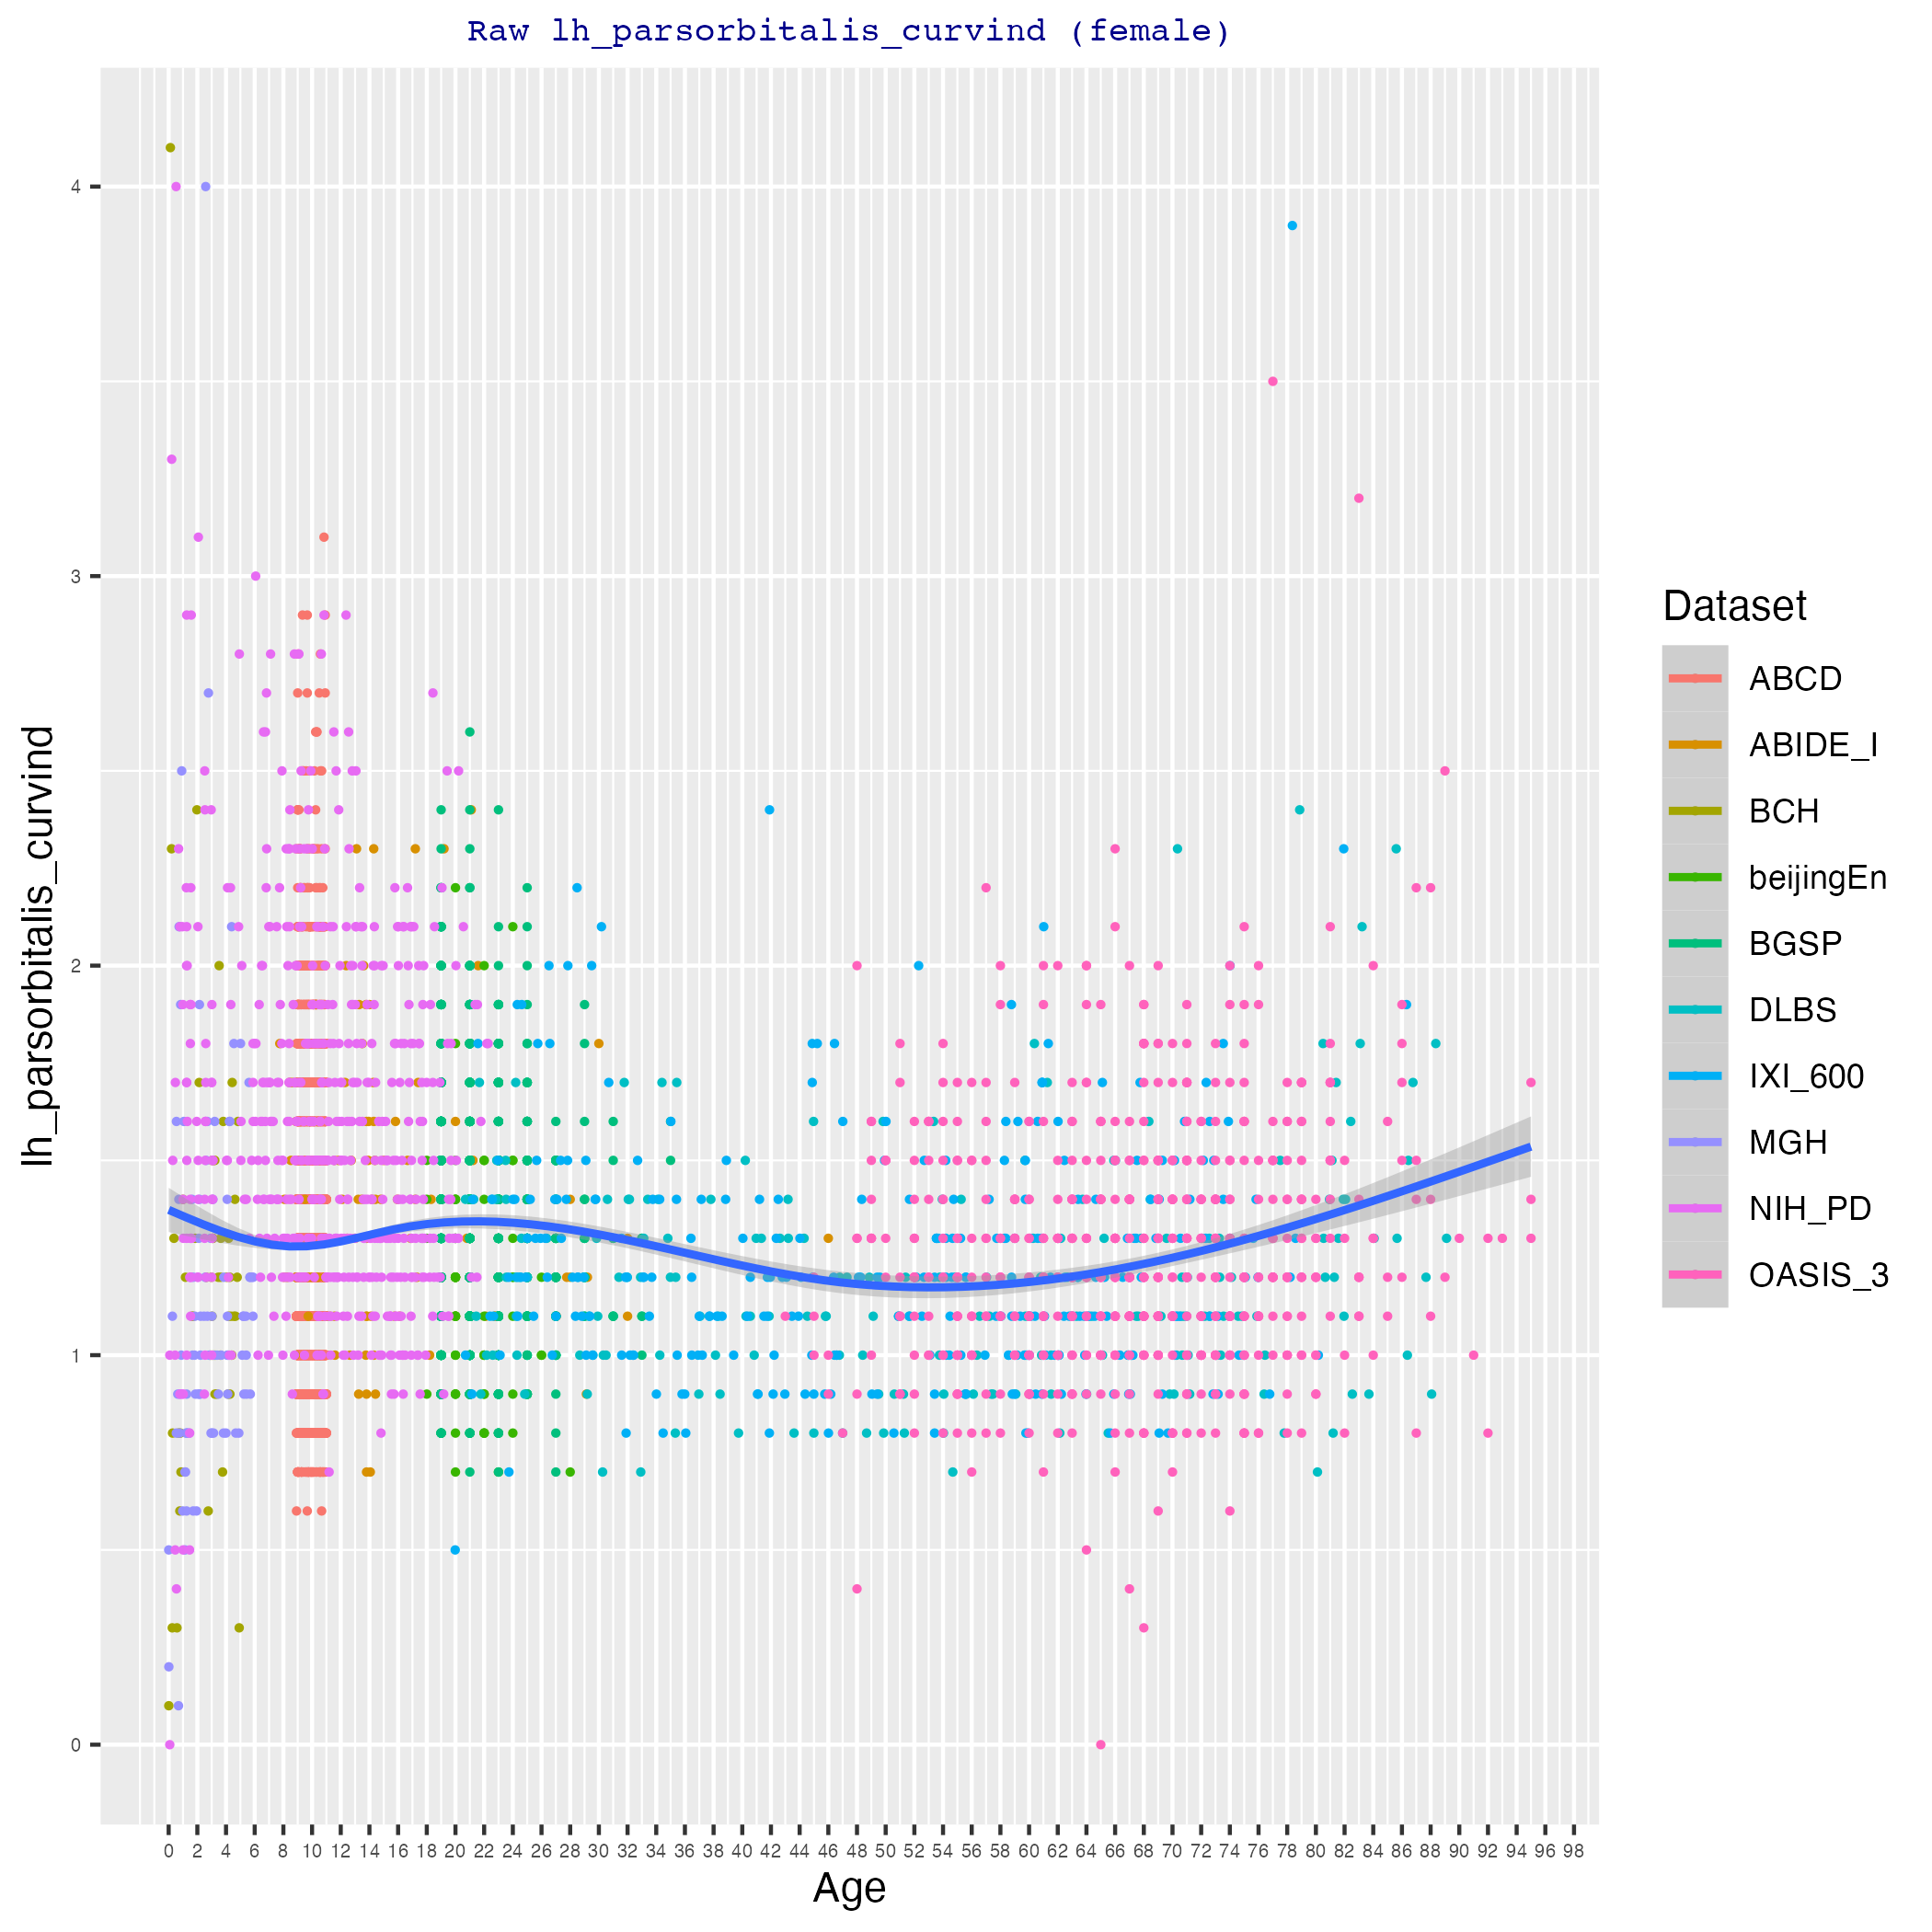 Raw lh_parsorbitalis_curvind (female)
4
3
2
1
0
lh_parsorbitalis_curvind
0 2 4 6 8 10 12 14 16 18 20 22 24 26 28 30 32 34 36 38 40 42 44 46 48 50 52 54 56 58 60 62 64 66 68 70 72 74 76 78 80 82 84 86 88 90 92 94 96 98
Age
Dataset
ABCD
ABIDE_I
BCH
beijingEn
BGSP
DLBS
IXI_600
MGH
NIH_PD
OASIS_3